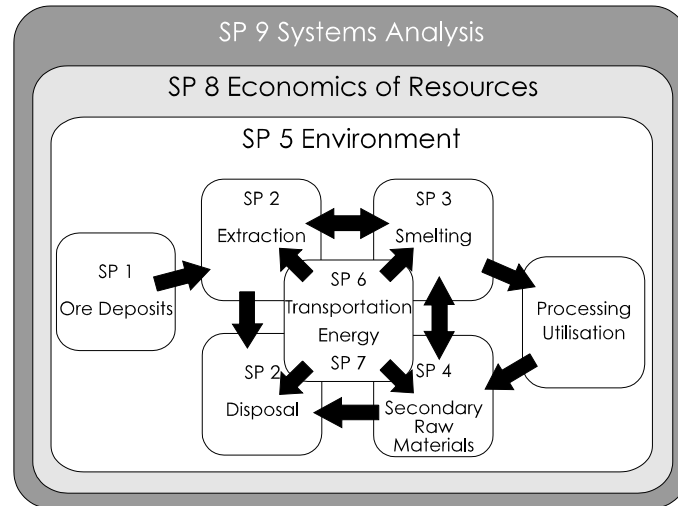 SP 9 Systems Analysis
SP 8 Economics of Resources
SP 5 Environment
SP 2
Extraction
SP 3
Smelting
SP 1
Ore Deposits
SP 6
Transportation
Energy
SP 7
Processing
Utilisation
SP 2
Disposal
SP 4
Secondary
Raw
Materials